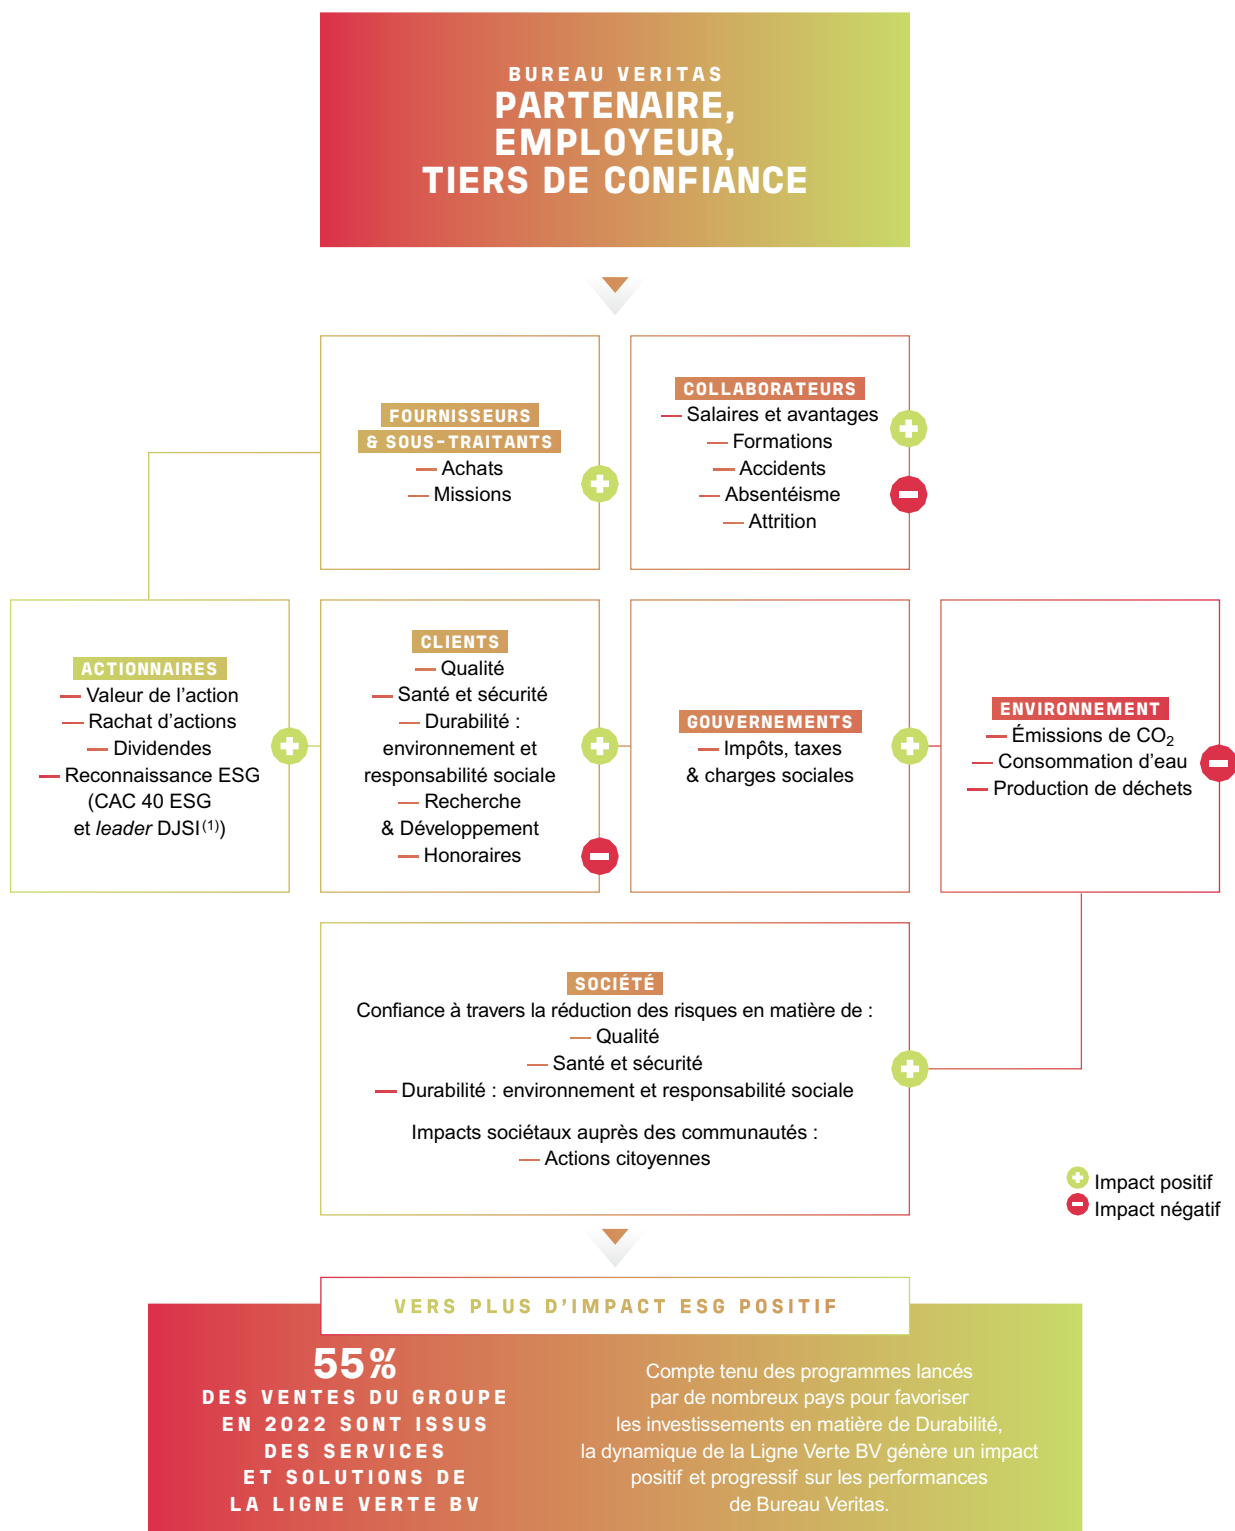 BUREAU VERITAS
PARTENAIRE,
EMPLOYEUR,
TIERS DE CONFIANCE
FOURNISSEURS
& SOUS-TRAITANTS
— Achats
— Missions
COLLABORATEURS
— Salaires et avantages
— Formations
— Accidents
— Absentéisme
— Attrition
ACTIONNAIRES
— Valeur de l’action
— Rachat d’actions
— Dividendes
— Reconnaissance ESG
(CAC 40 ESG
et leader DJSI(1))
CLIENTS
— Qualité
— Santé et sécurité
— Durabilité :
environnement et
responsabilité sociale
— Recherche
& Développement
— Honoraires
GOUVERNEMENTS
— Impôts, taxes
& charges sociales
ENVIRONNEMENT
— Émissions de CO2
— Consommation d’eau
— Production de déchets
SOCIÉTÉ
Confiance à travers la réduction des risques en matière de :
— Qualité
— Santé et sécurité
— Durabilité : environnement et responsabilité sociale
Impacts sociétaux auprès des communautés :
— Actions citoyennes
Impact positif
Impact négatif
VERS PLUS D’IMPACT ESG POSITIF
55%
DES VENTES DU GROUPE
EN 2022 SONT ISSUS
DES SERVICES
ET SOLUTIONS DE
LA LIGNE VERTE BV
Compte tenu des programmes lancés
par de nombreux pays pour favoriser
les investissements en matière de Durabilité,
la dynamique de la Ligne Verte BV génère un impact
positif et progressif sur les performances
de Bureau Veritas.